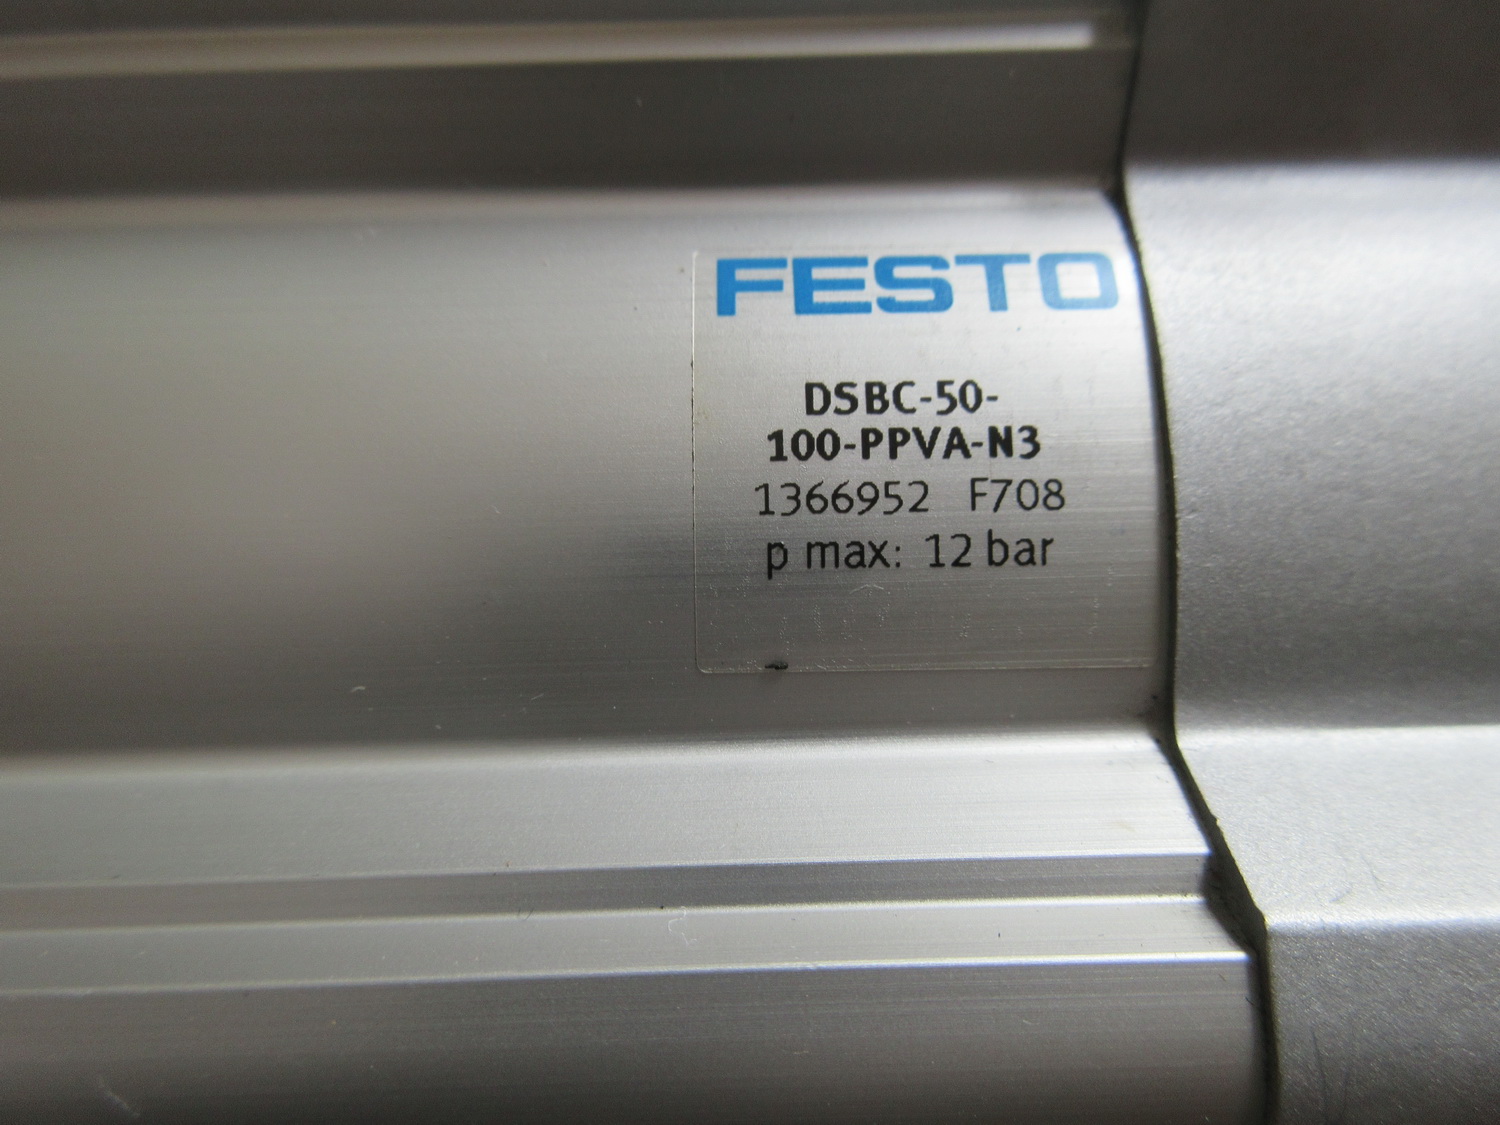 FESTO
DSBC-50-
100-PPVA-N3
1366952 F708
p max: 12 bar